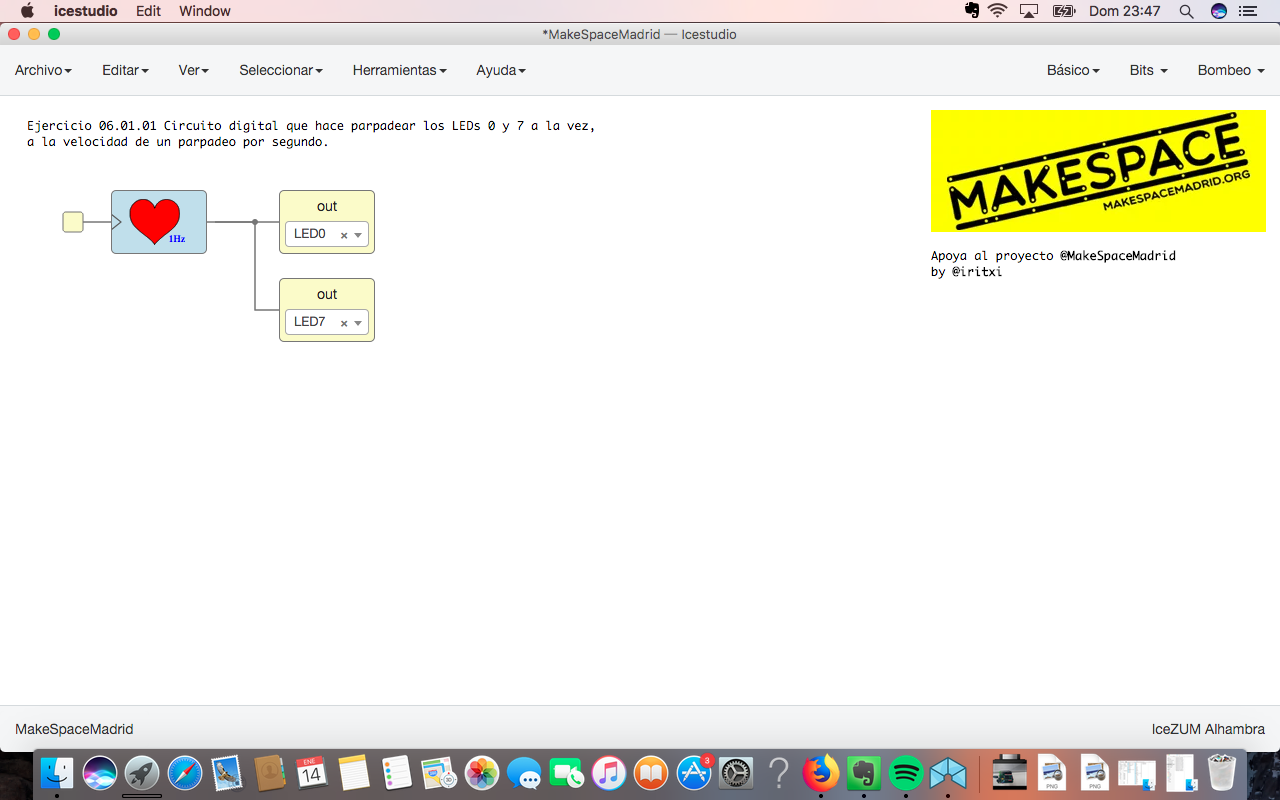 icestudio Edit Window Dom 23:47
*MakeSpaceMadrid — Icestudio
Archivo Editar Ver Seleccionar Herramientas Ayuda Básico Bits Bombeo
Ejercicio 06.01.01 Circuito digital que hace parpadear los LEDs 0 y 7 a la vez,
a la velocidad de un parpadeo por segundo.
MAKESPACE
MAKESPACEMADRID.ORG
1Hz
out
LED0
out
LED7
Apoya al proyecto @MakeSpaceMadrid
by @iritxi
MakeSpaceMadrid IceZUM Alhambra
ENE
14
30
3
PNG
PNG